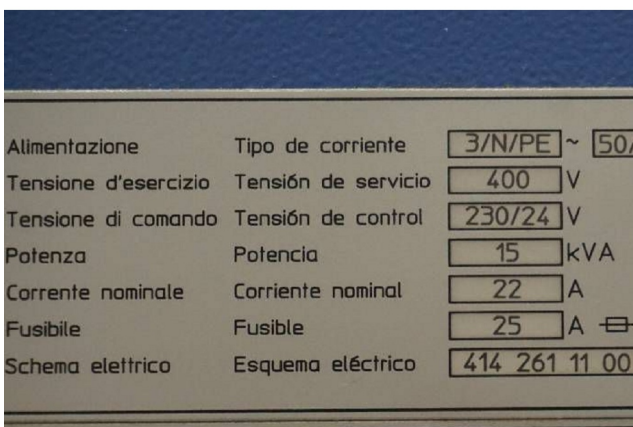 Alimentazione Tipo de corriente 3/N/PE ~ 50/
Tensione d'esercizio Tensión de servicio 400 V
Tensione di comando Tensión de control 230/24 V
Potenza Potencia 15 kVA
Corrente nominale Corriente nominal 22 A
Fusibile Fusible 25 A
Schema elettrico Esquema eléctrico 414 261 11 00